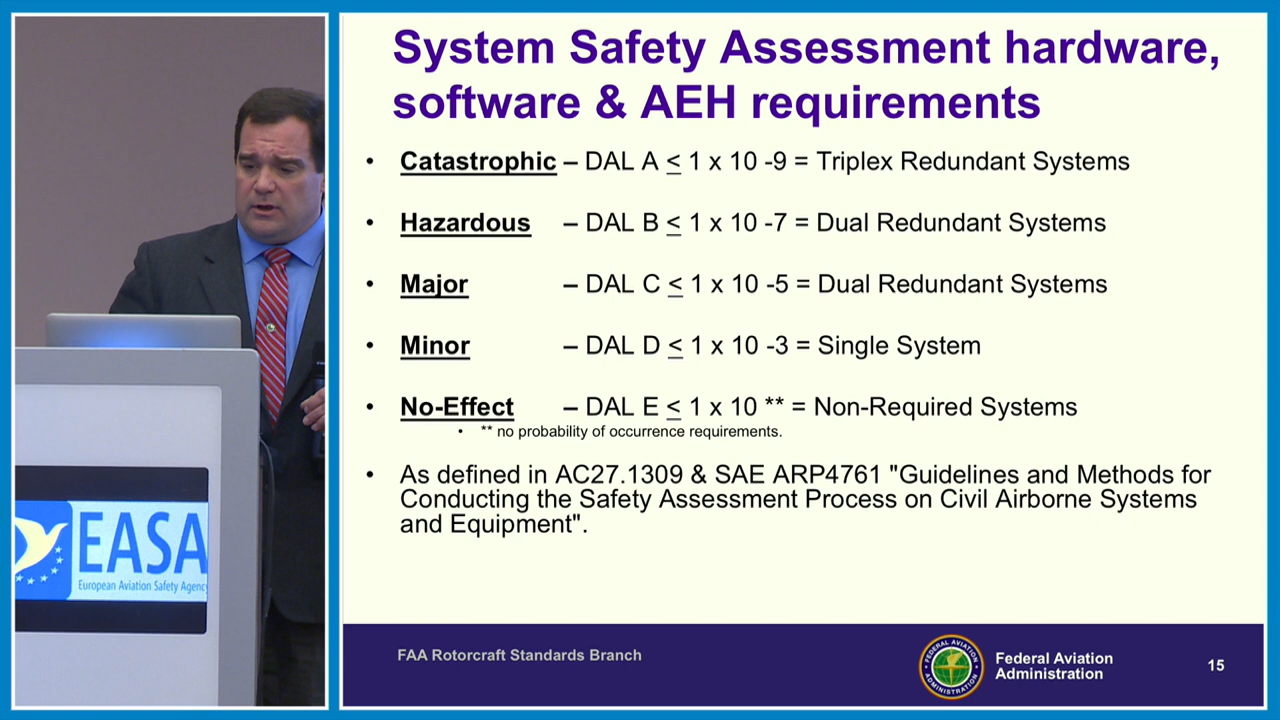 System Safety Assessment hardware,
software & AEH requirements
• Catastrophic – DAL A ≤ 1 x 10 -9 = Triplex Redundant Systems
• Hazardous – DAL B ≤ 1 x 10 -7 = Dual Redundant Systems
• Major – DAL C ≤ 1 x 10 -5 = Dual Redundant Systems
• Minor – DAL D ≤ 1 x 10 -3 = Single System
• No-Effect – DAL E ≤ 1 x 10 ** = Non-Required Systems
• ** no probability of occurrence requirements.
• As defined in AC27.1309 & SAE ARP4761 "Guidelines and Methods for
Conducting the Safety Assessment Process on Civil Airborne Systems
and Equipment".
EASA
European Aviation Safety Agency
FAA Rotorcraft Standards Branch
FEDERAL AVIATION
ADMINISTRATION
Federal Aviation
Administration
15